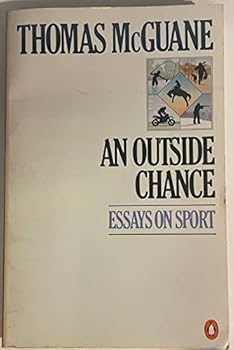 THOMAS McGUANE
AN OUTSIDE
CHANCE
ESSAYS ON SPORT